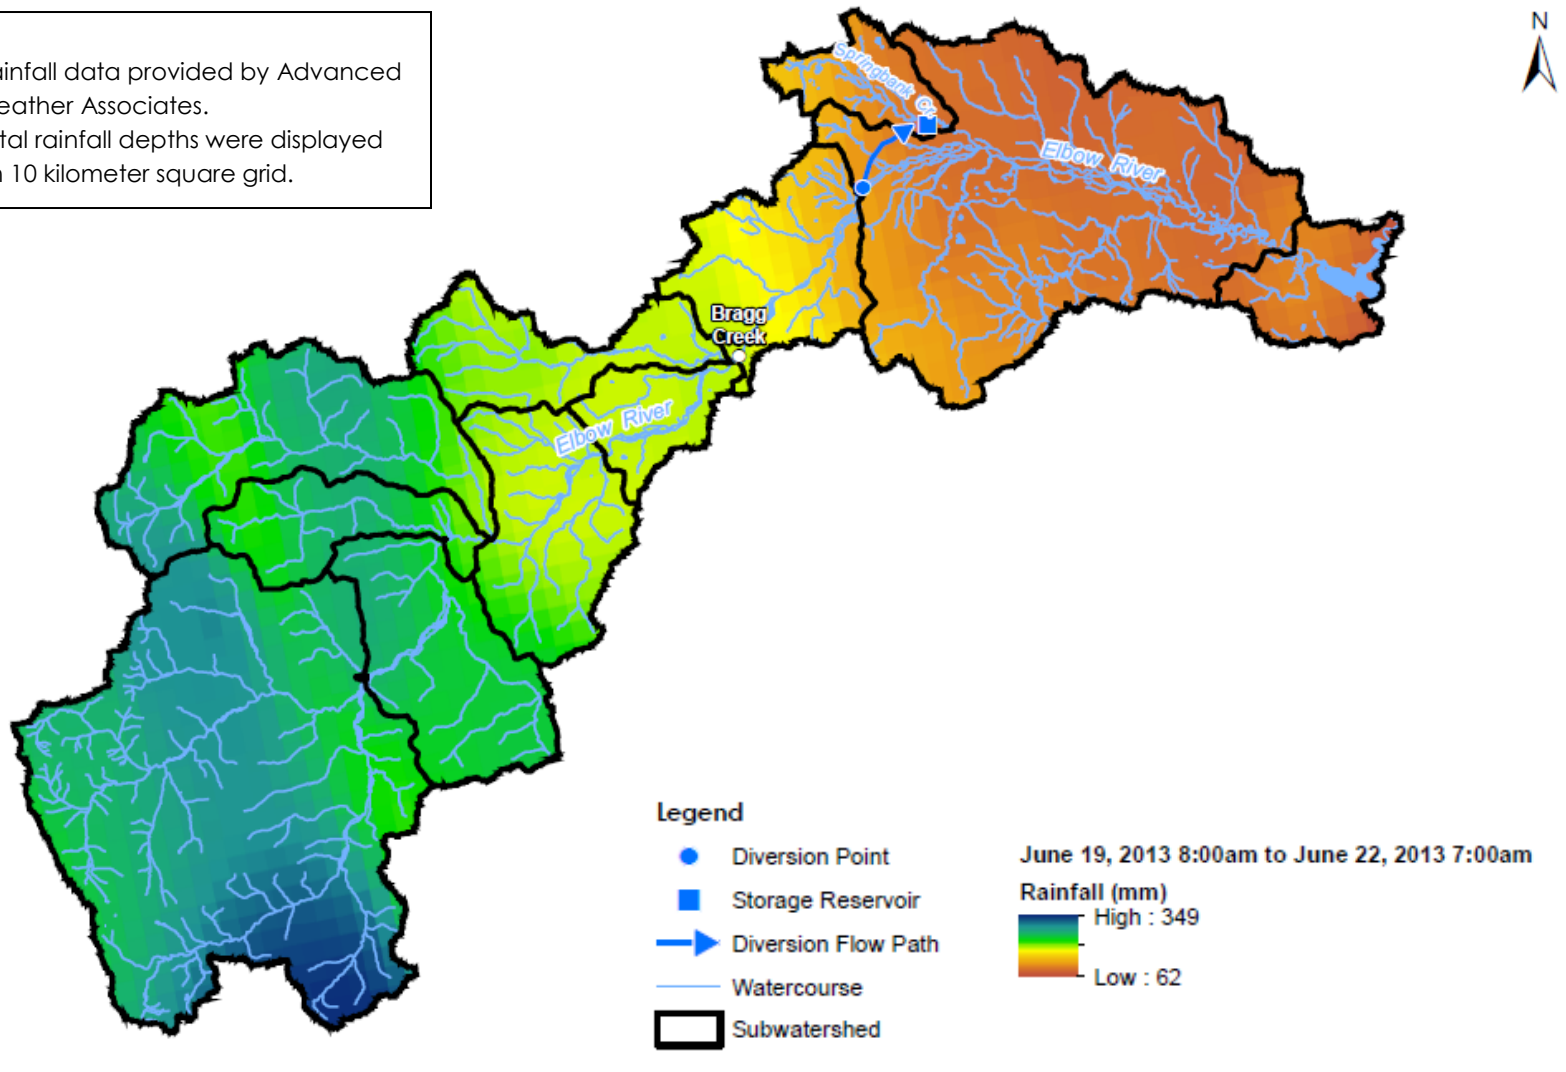 ainfall data provided by Advanced
eather Associates.
tal rainfall depths were displayed
n 10 kilometer square grid.
N
Springbank Cr.
Elbow River
Bragg
Creek
Elbow River
Legend
Diversion Point
Storage Reservoir
Diversion Flow Path
Watercourse
Subwatershed
June 19, 2013 8:00am to June 22, 2013 7:00am
Rainfall (mm)
High : 349
Low : 62